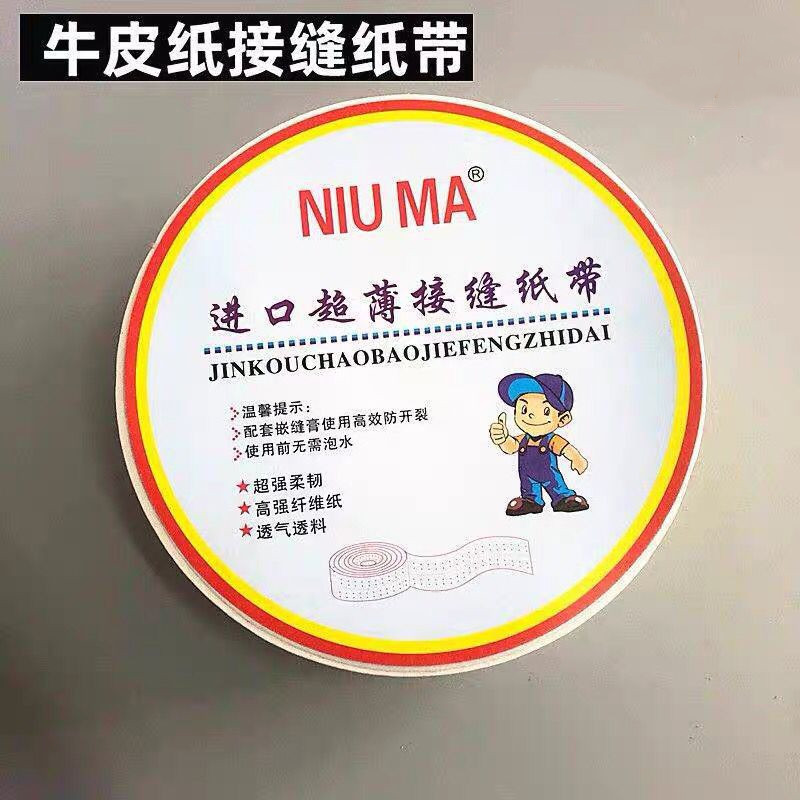 牛皮纸接缝纸带
NIU MA®
进口超薄接缝纸带
JINKOUCHAOBAOJIEFENGZHIDAI
温馨提示:
配套嵌缝膏使用高效防开裂
使用前无需泡水
★超强柔韧
★高强纤维纸
★透气透料